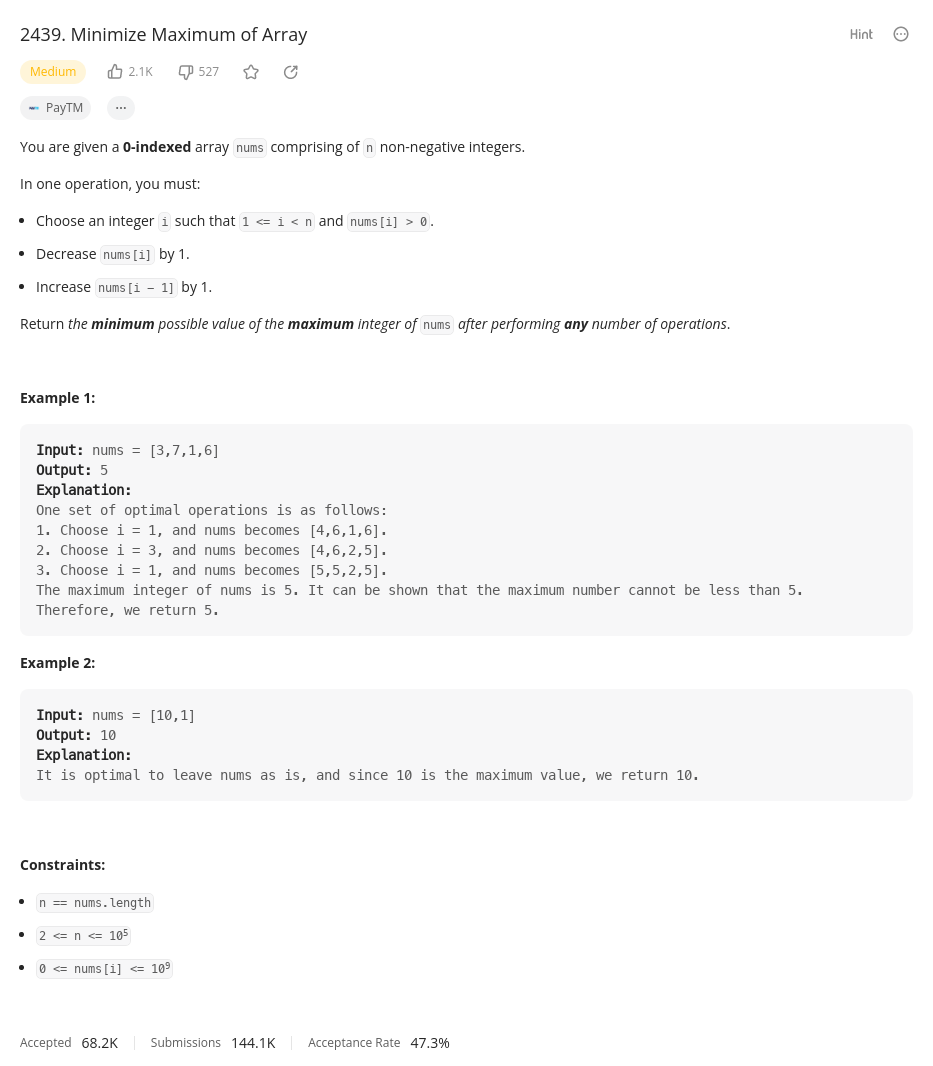 2439. Minimize Maximum of Array
Hint
Medium 2.1K 527
PayTM ...
You are given a 0-indexed array nums comprising of n non-negative integers.
In one operation, you must:
• Choose an integer i such that 1 <= i < n and nums[i] > 0.
• Decrease nums[i] by 1.
• Increase nums[i - 1] by 1.
Return the minimum possible value of the maximum integer of nums after performing any number of operations.
Example 1:
Input: nums = [3,7,1,6]
Output: 5
Explanation:
One set of optimal operations is as follows:
1. Choose i = 1, and nums becomes [4,6,1,6].
2. Choose i = 3, and nums becomes [4,6,2,5].
3. Choose i = 1, and nums becomes [5,5,2,5].
The maximum integer of nums is 5. It can be shown that the maximum number cannot be less than 5.
Therefore, we return 5.
Example 2:
Input: nums = [10,1]
Output: 10
Explanation:
It is optimal to leave nums as is, and since 10 is the maximum value, we return 10.
Constraints:
• n == nums.length
• 2 <= n <= 10⁵
• 0 <= nums[i] <= 10⁹
Accepted 68.2K Submissions 144.1K Acceptance Rate 47.3%